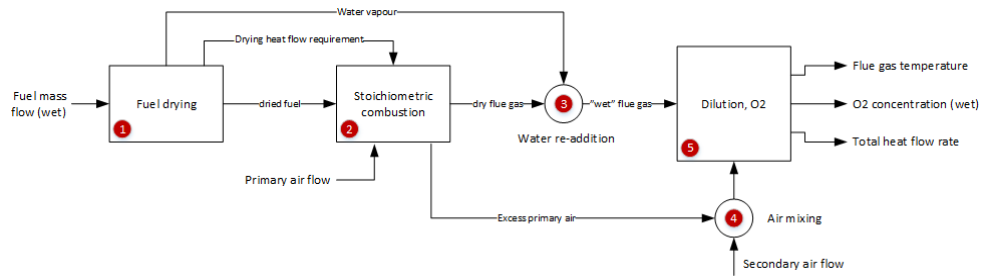 Water vapour
Drying heat flow requirement
Fuel mass
flow (wet)
Fuel drying
1
dried fuel
Stoichiometric
combustion
2
dry flue gas
3
"wet" flue gas
Water re-addition
Dilution, O2
5
Flue gas temperature
O2 concentration (wet)
Total heat flow rate
Primary air flow
Excess primary air
4
Air mixing
Secondary air flow